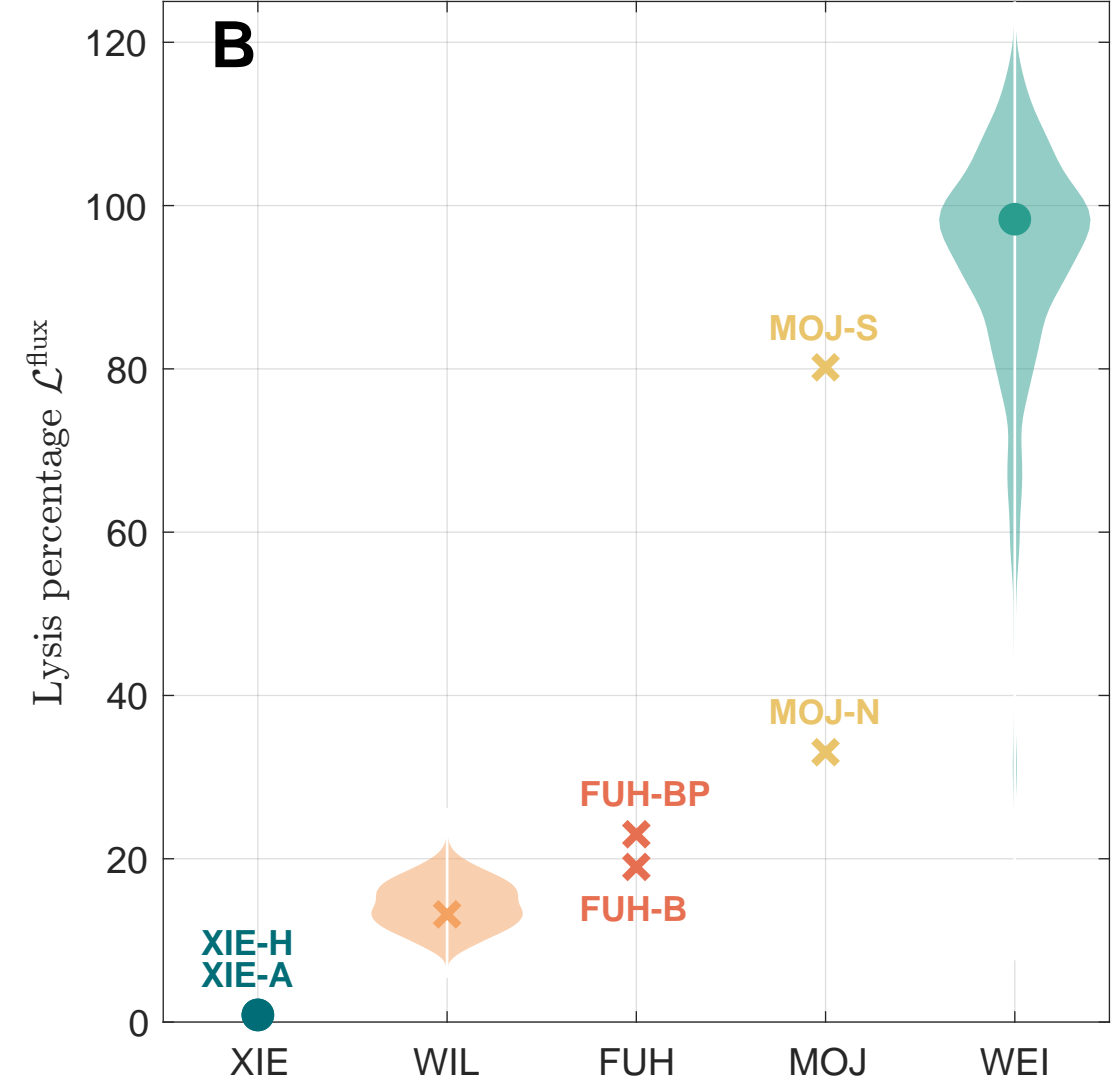 B
120
100
80
60
40
20
0
Lysis percentage ℒ^flux
MOJ-S
MOJ-N
FUH-BP
FUH-B
XIE-H
XIE-A
XIE WIL FUH MOJ WEI